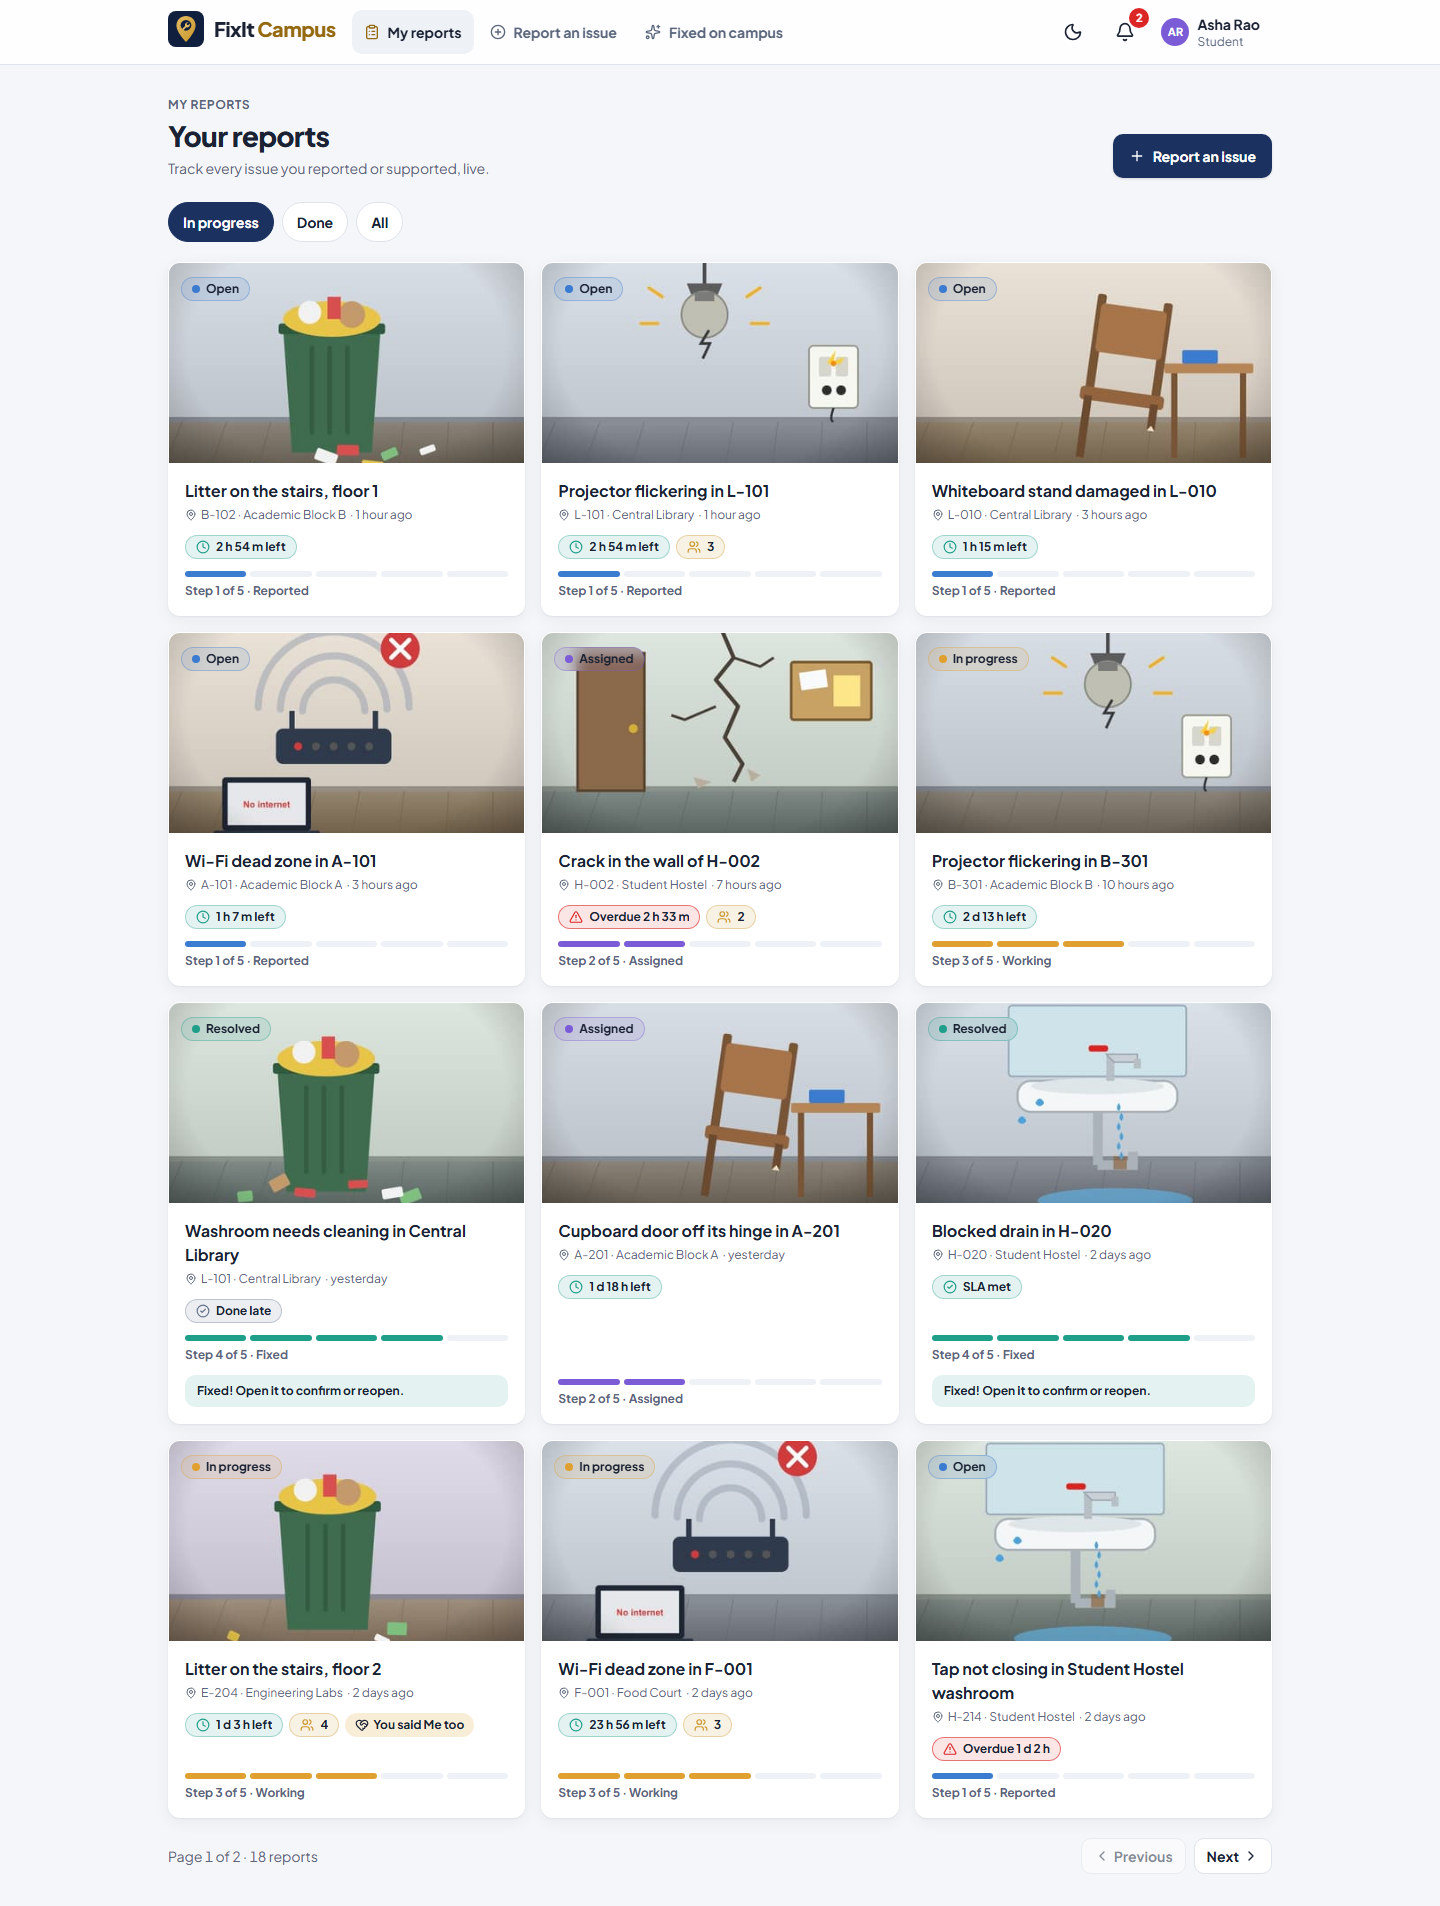 FixIt Campus
My reports
Report an issue
Fixed on campus
2
AR
Asha Rao
Student
MY REPORTS
Your reports
Track every issue you reported or supported, live.
Report an Issue
In progress
Done
All
Open
Litter on the stairs, floor 1
B-102 · Academic Block B · 1 hour ago
2 h 54 m left
Step 1 of 5 · Reported
Open
Projector flickering in L-101
L-101 · Central Library · 1 hour ago
2 h 54 m left
3
Step 1 of 5 · Reported
Open
Whiteboard stand damaged in L-010
L-010 · Central Library · 3 hours ago
1 h 15 m left
Step 1 of 5 · Reported
Open
No internet
Wi-Fi dead zone in A-101
A-101 · Academic Block A · 3 hours ago
1 h 7 m left
Step 1 of 5 · Reported
Assigned
Crack in the wall of H-002
H-002 · Student Hostel · 7 hours ago
Overdue 2 h 33 m
2
Step 2 of 5 · Assigned
In progress
Projector flickering in B-301
B-301 · Academic Block B · 10 hours ago
2 d 13 h left
Step 3 of 5 · Working
Resolved
Washroom needs cleaning in Central
Library
L-101 · Central Library · yesterday
Done late
Step 4 of 5 · Fixed
Fixed! Open it to confirm or reopen.
Assigned
Cupboard door off its hinge in A-201
A-201 · Academic Block A · yesterday
1 d 18 h left
Step 2 of 5 · Assigned
Resolved
Blocked drain in H-020
H-020 · Student Hostel · 2 days ago
SLA met
Step 4 of 5 · Fixed
Fixed! Open it to confirm or reopen.
In progress
Litter on the stairs, floor 2
E-204 · Engineering Labs · 2 days ago
1 d 3 h left
4
You said Me too
Step 3 of 5 · Working
In progress
No internet
Wi-Fi dead zone in F-001
F-001 · Food Court · 2 days ago
23 h 56 m left
3
Step 3 of 5 · Working
Open
Tap not closing in Student Hostel
washroom
H-214 · Student Hostel · 2 days ago
Overdue 1 d 2 h
Step 1 of 5 · Reported
Page 1 of 2 · 18 reports
Previous
Next